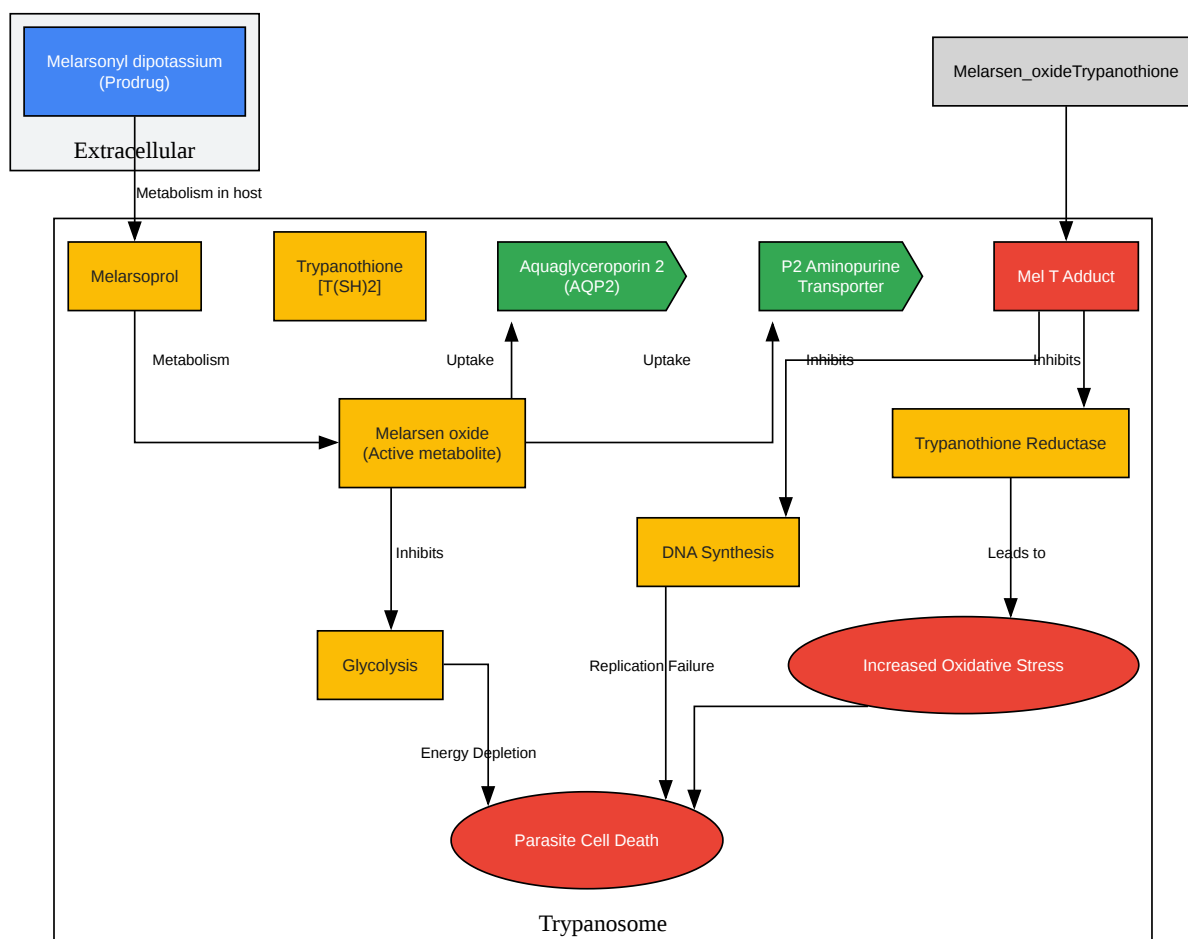 Melarsonyl dipotassium
(Prodrug)
Extracellular
Melarsen_oxideTrypanothione
Metabolism in host
Melarsoprol
Trypanothione
[T(SH)2]
Aquaglyceroporin 2
(AQP2)
P2 Aminopurine
Transporter
Mel T Adduct
Metabolism
Uptake
Uptake
Inhibits
Inhibits
Melarsen oxide
(Active metabolite)
Trypanothione Reductase
Inhibits
DNA Synthesis
Leads to
Glycolysis
Replication Failure
Increased Oxidative Stress
Energy Depletion
Parasite Cell Death
Trypanosome